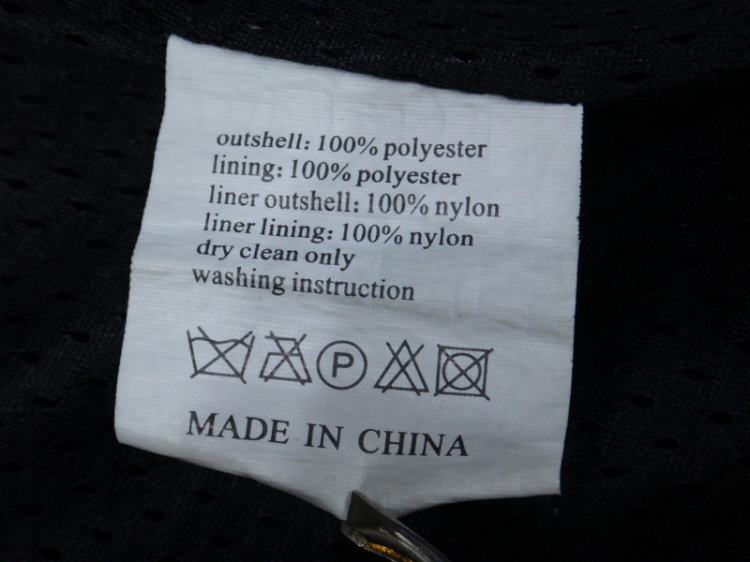 outshell: 100% polyester
lining: 100% polyester
liner outshell: 100% nylon
liner lining: 100% nylon
dry clean only
washing instruction
P
MADE IN CHINA